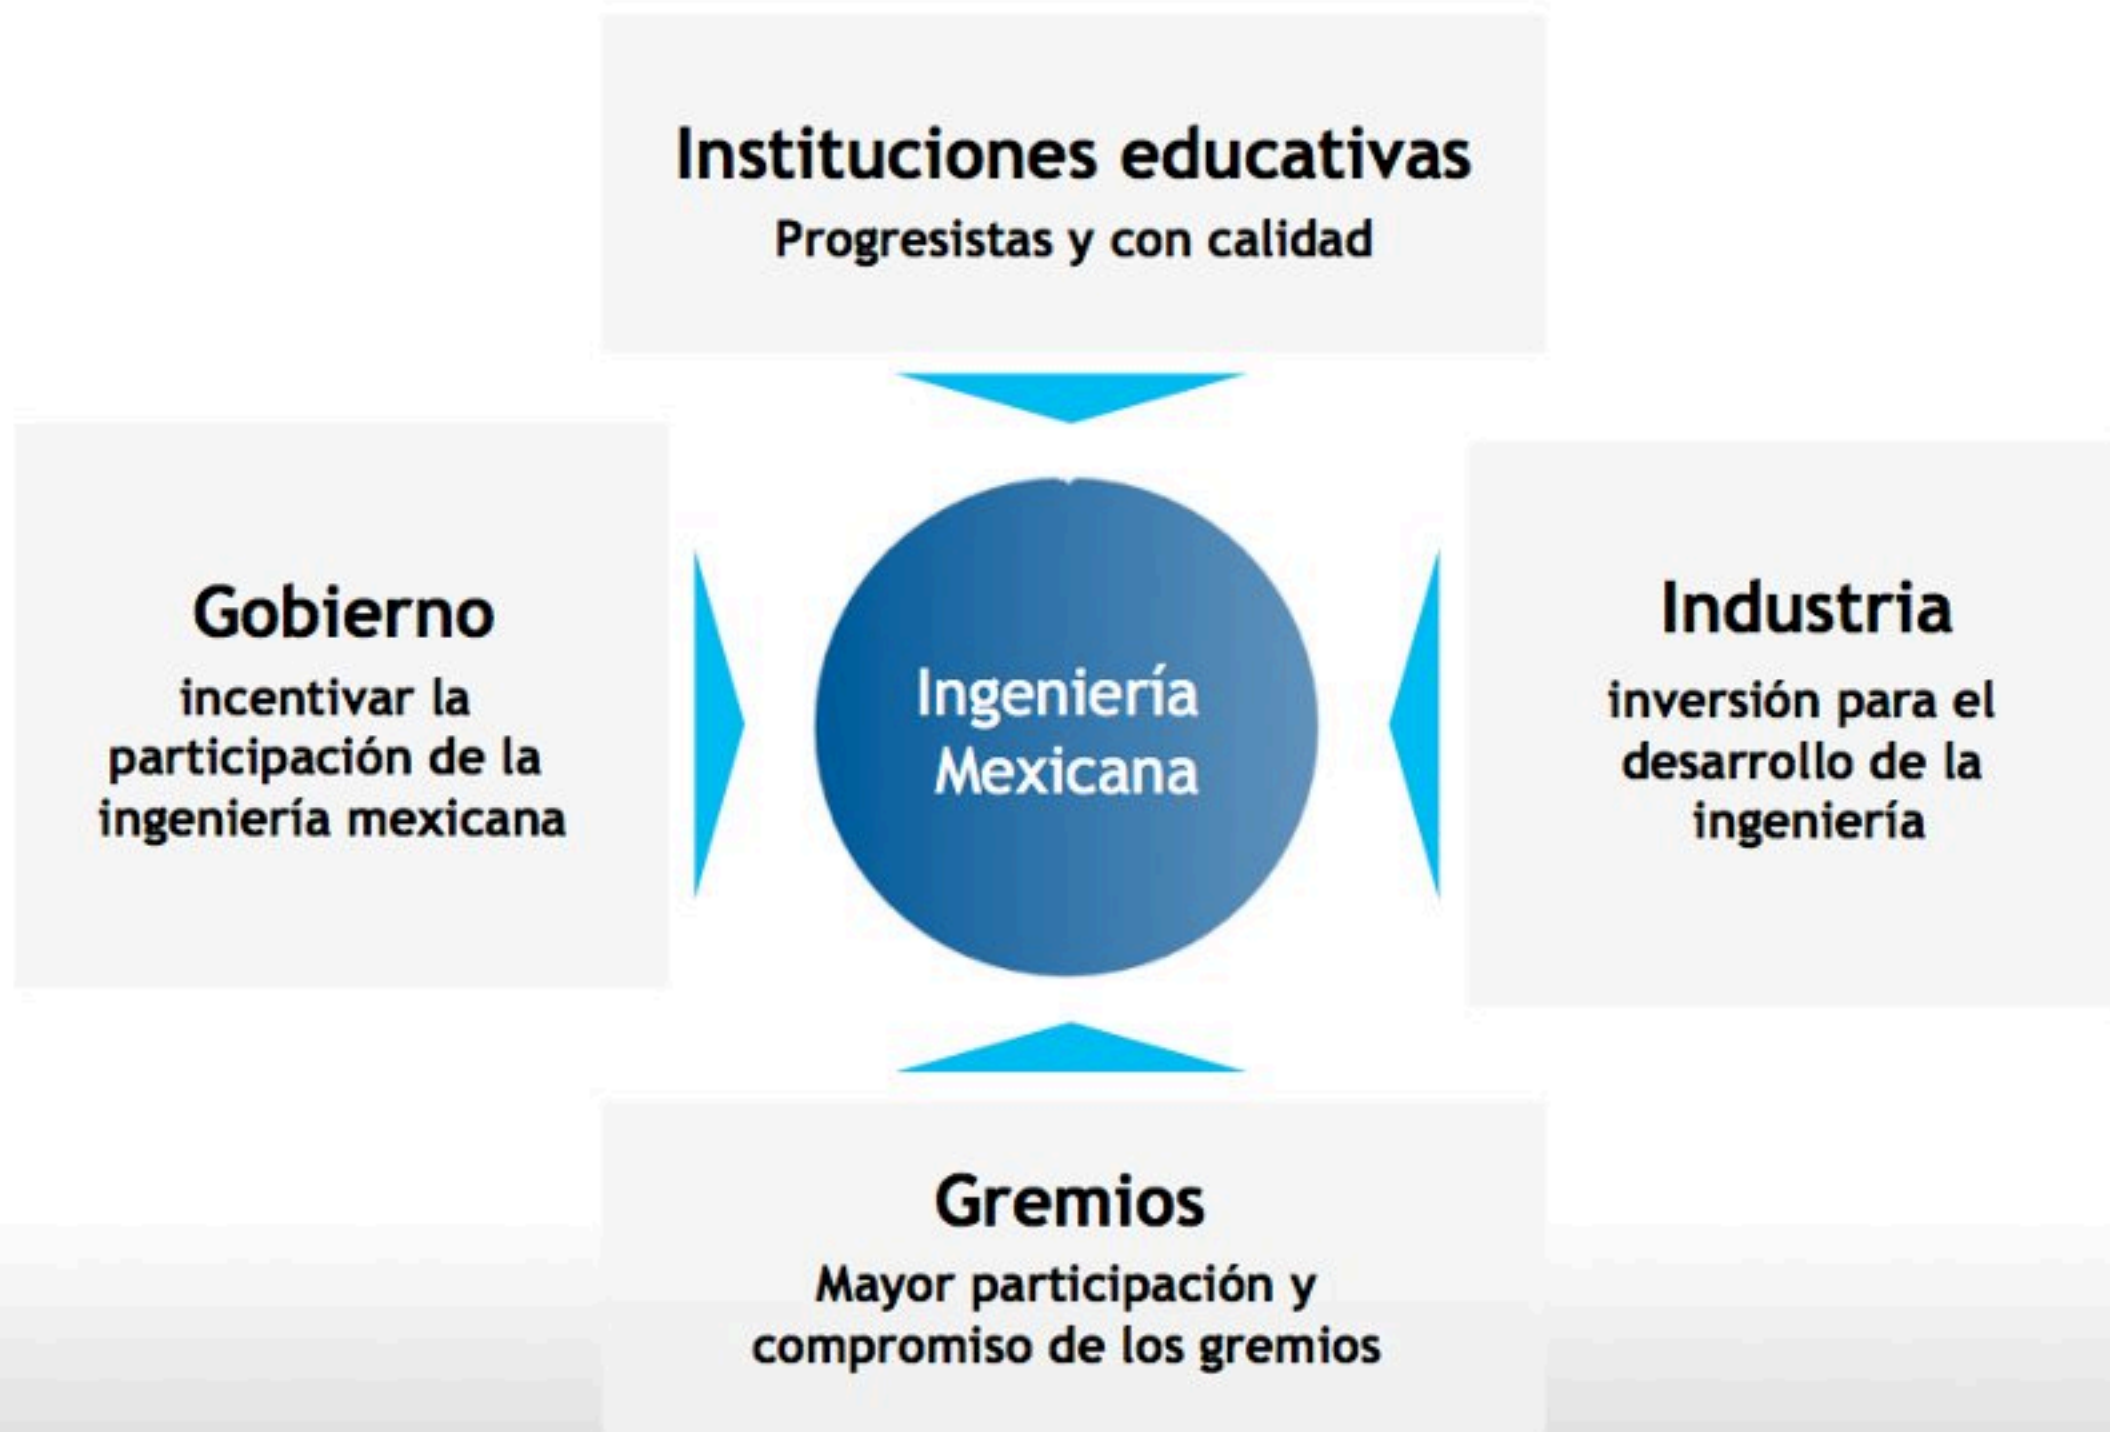 Instituciones educativas
Progresistas y con calidad
Gobierno
incentivar la
participación de la
ingeniería mexicana
Ingeniería
Mexicana
Industria
inversión para el
desarrollo de la
ingeniería
Gremios
Mayor participación y
compromiso de los gremios